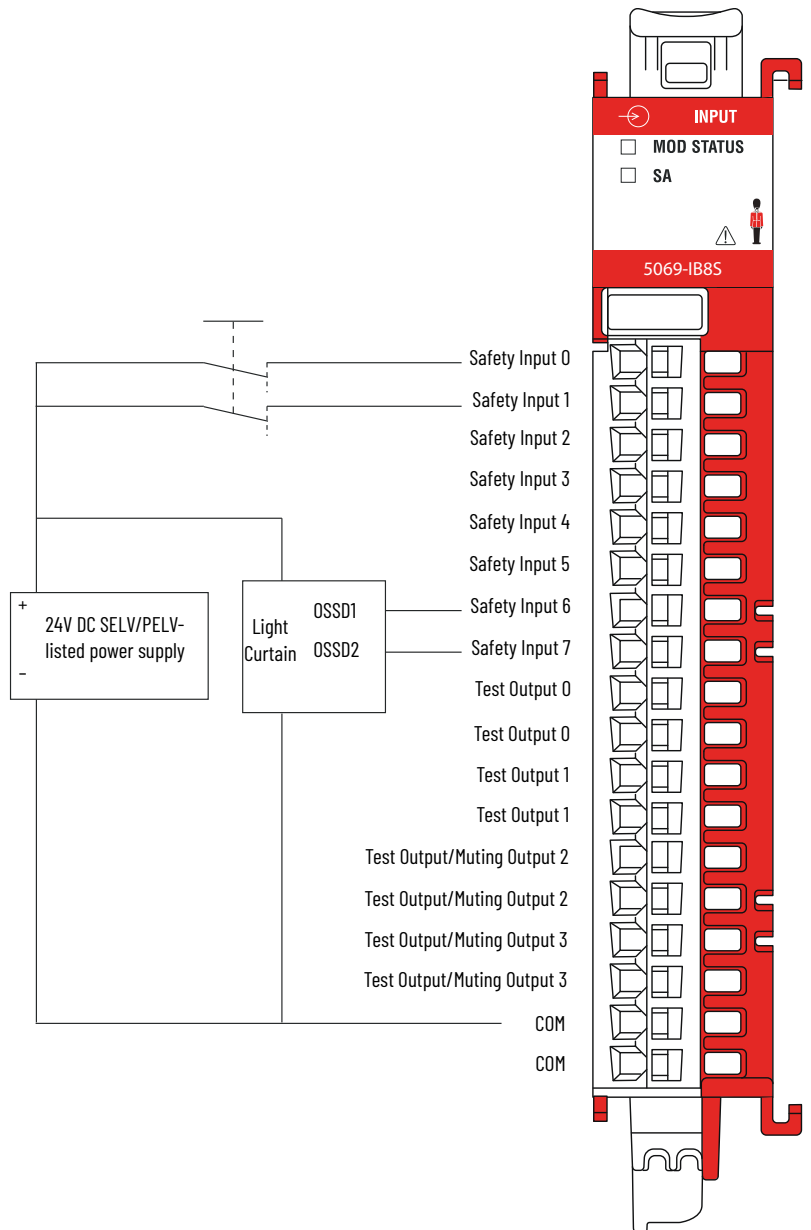 INPUT
MOD STATUS
SA
5069-IB8S
Safety Input 0
Safety Input 1
Safety Input 2
Safety Input 3
Safety Input 4
Safety Input 5
Safety Input 6
Safety Input 7
Test Output 0
Test Output 0
Test Output 1
Test Output 1
Test Output/Muting Output 2
Test Output/Muting Output 2
Test Output/Muting Output 3
Test Output/Muting Output 3
COM
COM
+
24V DC SELV/PELV-
listed power supply
–
Light
Curtain
OSSD1
OSSD2